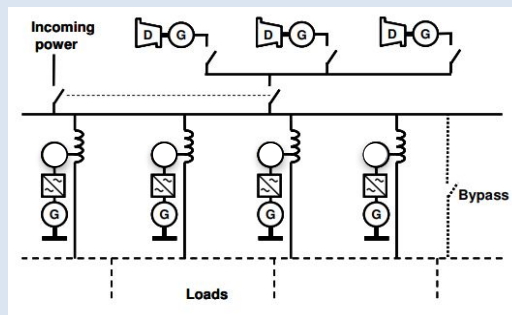 Incoming
power
D G D G D G
G G G G
Bypass
Loads